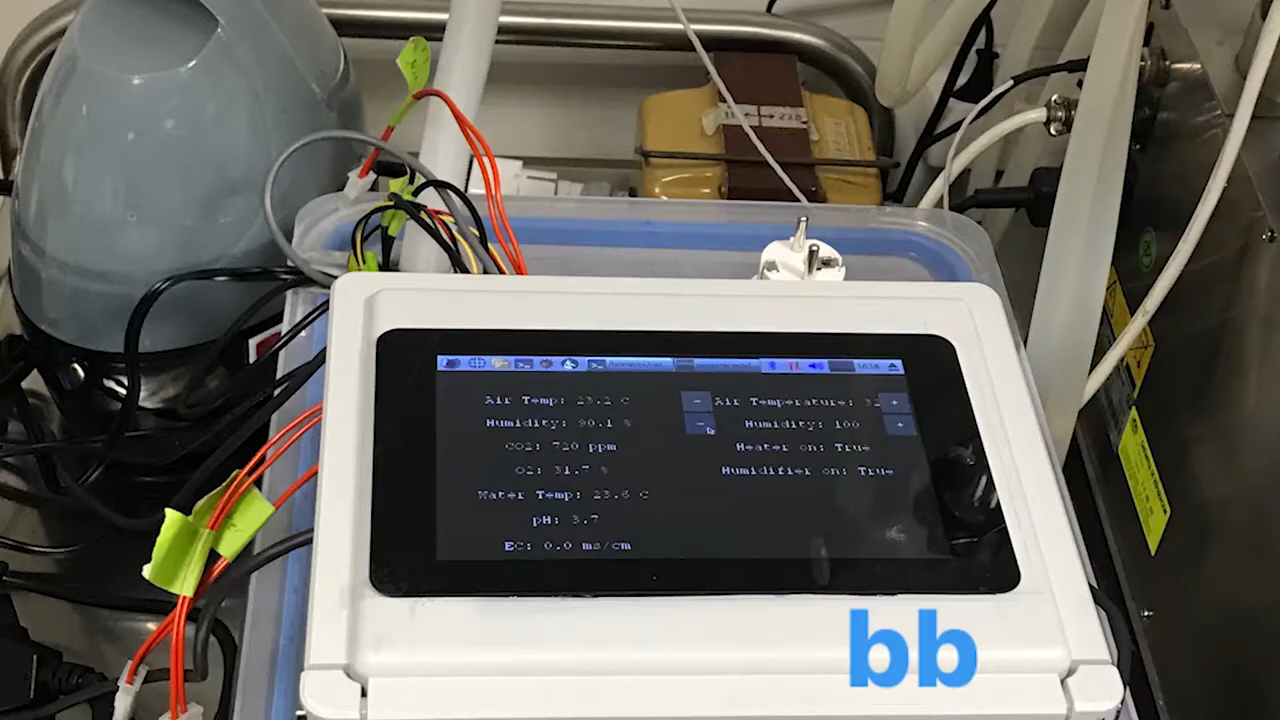 Air Temp: 23.2 C
Humidity: 90.1 %
CO2: 720 ppm
O2: 31.7 %
Water Temp: 23.6 C
pH: 3.7
EC: 0.0 ms/cm
- Air Temperature: +
- Humidity: 100 +
Heater on: True
Humidifier on: True
bb